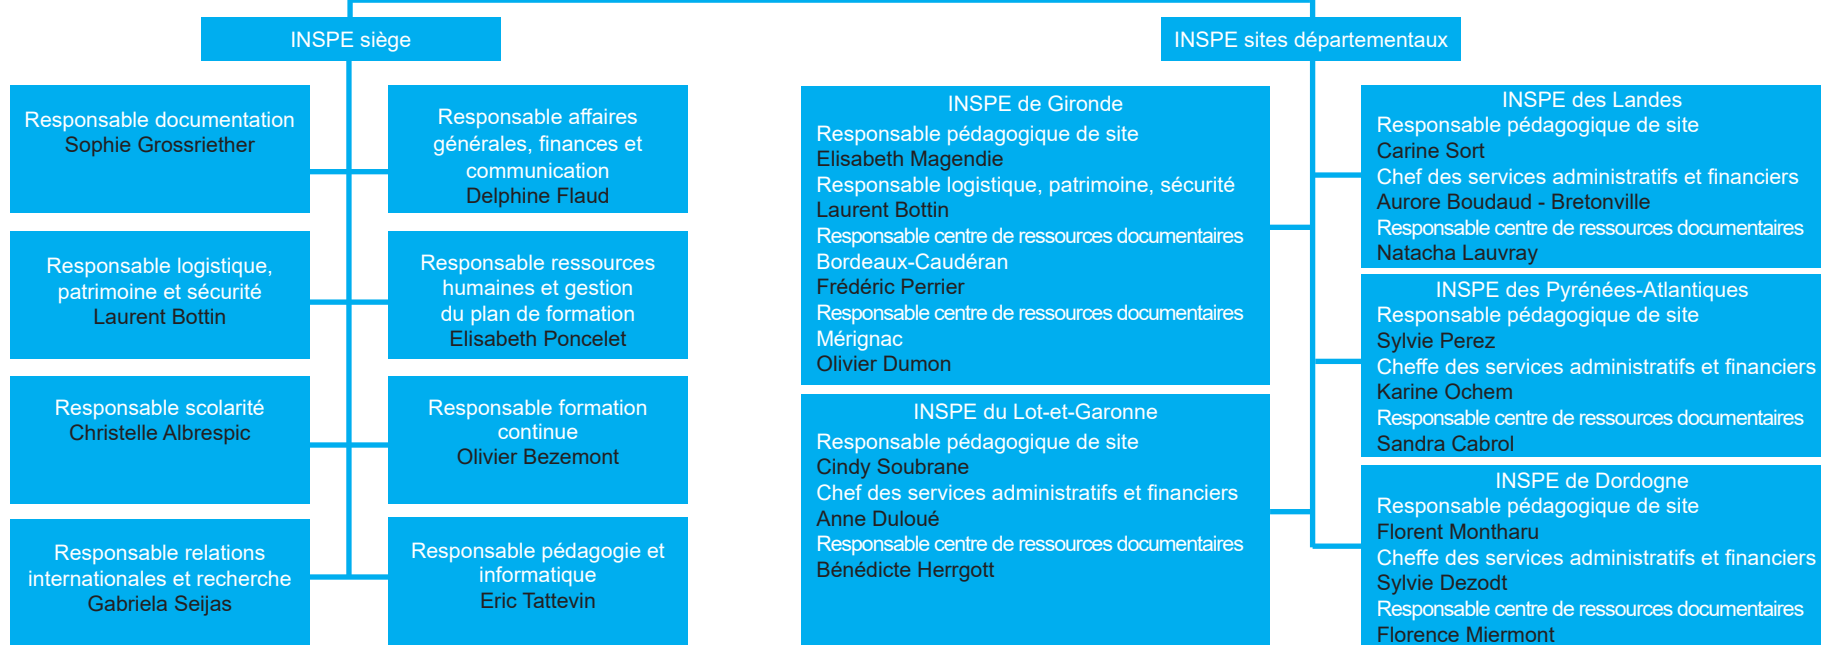 INSPE siège
INSPE sites départementaux
Responsable documentation
Sophie Grossriether
Responsable affaires
générales, finances et
communication
Delphine Flaud
Responsable logistique,
patrimoine et sécurité
Laurent Bottin
Responsable ressources
humaines et gestion
du plan de formation
Elisabeth Poncelet
Responsable scolarité
Christelle Albrespic
Responsable formation
continue
Olivier Bezemont
Responsable relations
internationales et recherche
Gabriela Seijas
Responsable pédagogie et
informatique
Eric Tattevin
INSPE de Gironde
Responsable pédagogique de site
Elisabeth Magendie
Responsable logistique, patrimoine, sécurité
Laurent Bottin
Responsable centre de ressources documentaires
Bordeaux-Caudéran
Frédéric Perrier
Responsable centre de ressources documentaires
Mérignac
Olivier Dumon
INSPE du Lot-et-Garonne
Responsable pédagogique de site
Cindy Soubrane
Chef des services administratifs et financiers
Anne Duloué
Responsable centre de ressources documentaires
Bénédicte Herrgott
INSPE des Landes
Responsable pédagogique de site
Carine Sort
Chef des services administratifs et financiers
Aurore Boudaud - Bretonville
Responsable centre de ressources documentaires
Natacha Lauvray
INSPE des Pyrénées-Atlantiques
Responsable pédagogique de site
Sylvie Perez
Cheffe des services administratifs et financiers
Karine Ochem
Responsable centre de ressources documentaires
Sandra Cabrol
INSPE de Dordogne
Responsable pédagogique de site
Florent Montharu
Cheffe des services administratifs et financiers
Sylvie Dezodt
Responsable centre de ressources documentaires
Florence Miermont